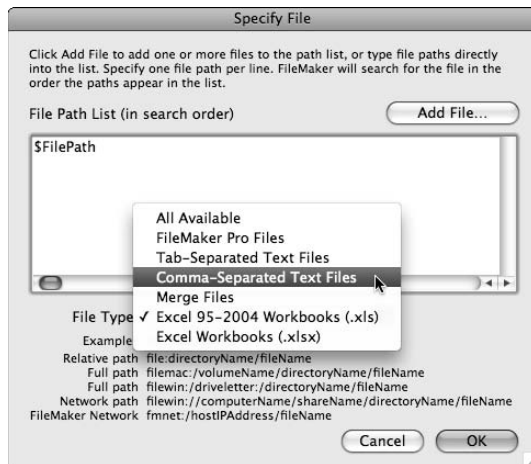 Specify File
Click Add File to add one or more files to the path list, or type file paths directly
into the list. Specify one file path per line. FileMaker will search for the file in the
order the paths appear in the list.
File Path List (in search order)
Add File...
$FilePath
All Available
FileMaker Pro Files
Tab-Separated Text Files
Comma-Separated Text Files
Merge Files
File Type ✓ Excel 95-2004 Workbooks (.xls)
Excel Workbooks (.xlsx)
Example
Relative path file:directoryName/fileName
Full path filemac:/volumeName/directoryName/fileName
Full path filewin:/driveletter:/directoryName/fileName
Network path filewin://computerName/shareName/directoryName/fileName
FileMaker Network fmnet:/hostIPAddress/fileName
Cancel
OK